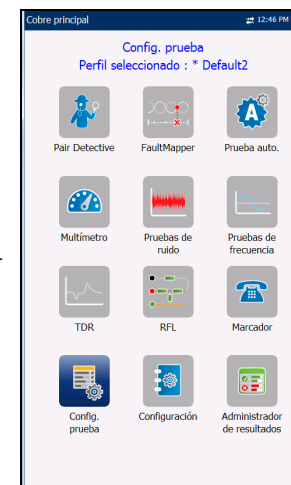 Cobre principal 12:46 PM
Config. prueba
Perfil seleccionado : * Default2
Pair Detective FaultMapper Prueba auto.
A
Multímetro Pruebas de ruido Pruebas de frecuencia
TDR RFL Marcador
Config. prueba Configuración Administrador de resultados